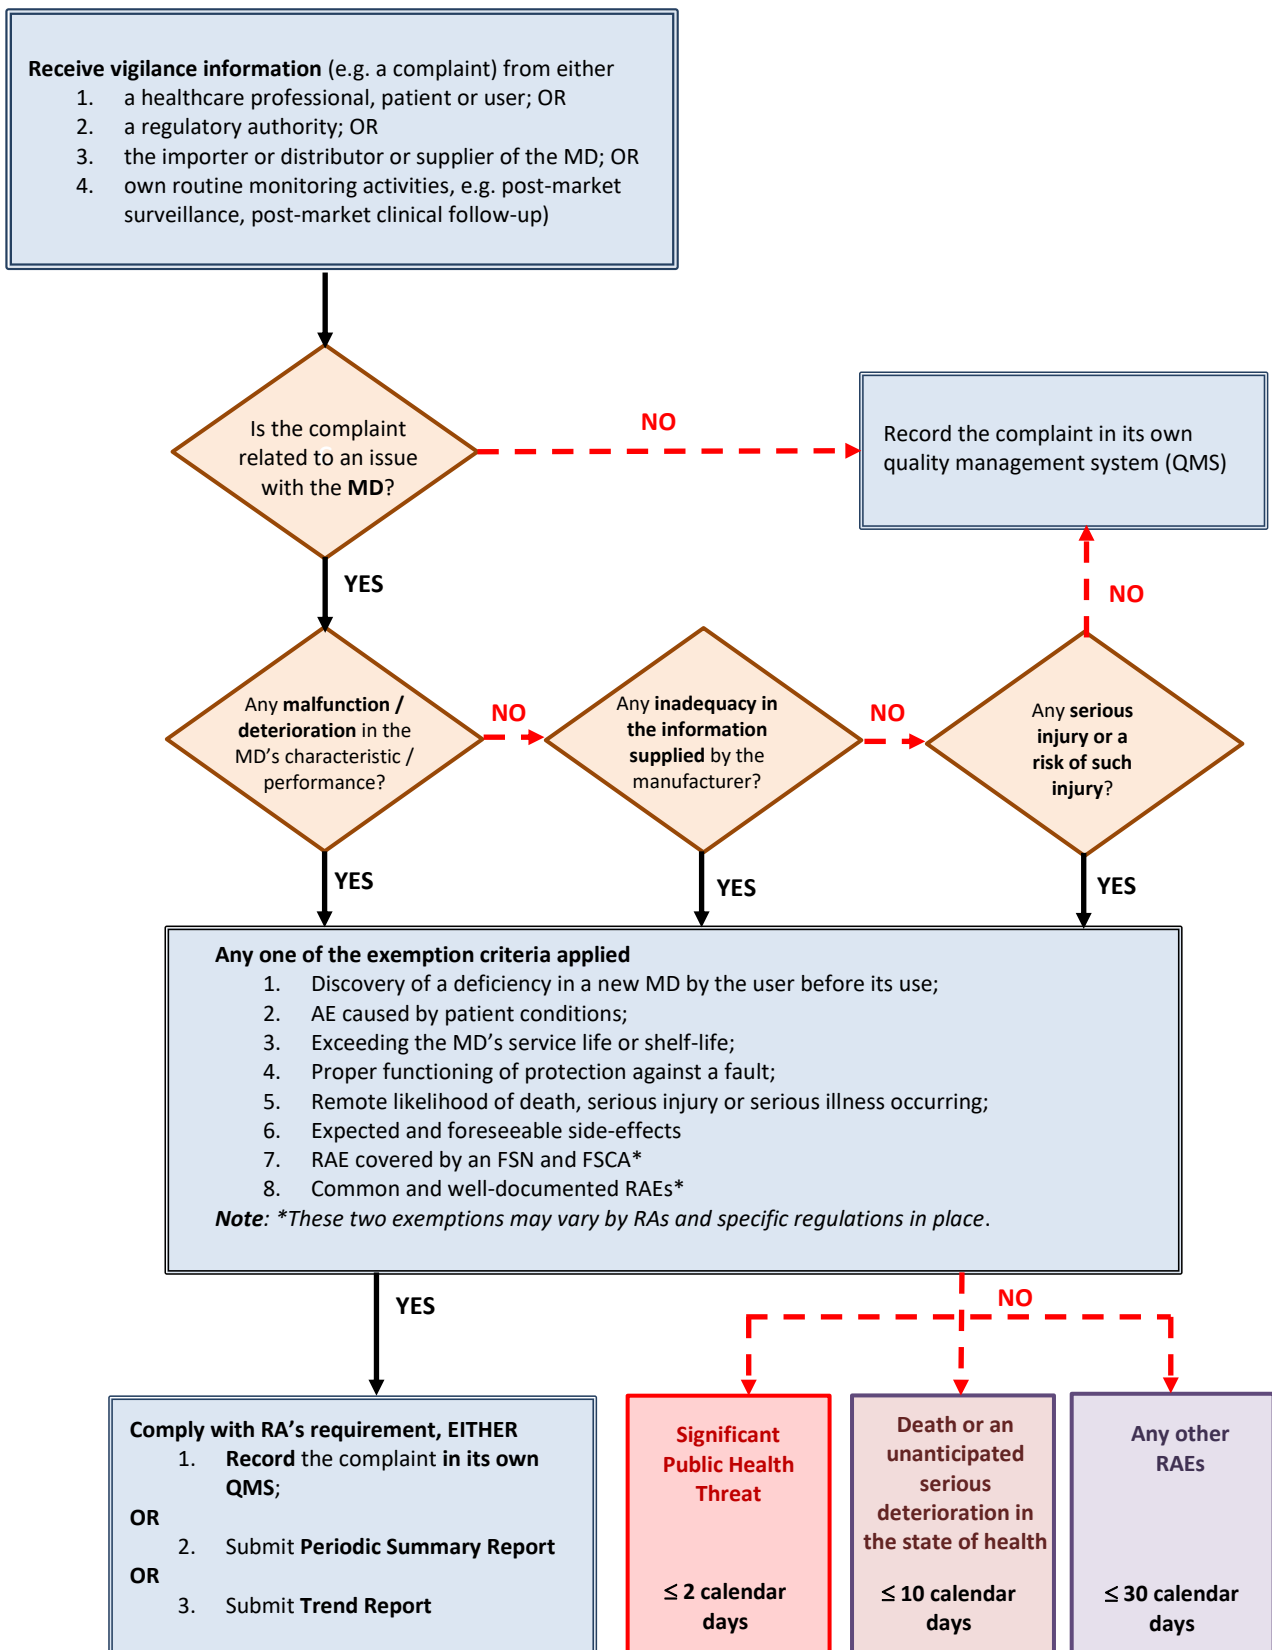 Receive vigilance information (e.g. a complaint) from either
1. a healthcare professional, patient or user; OR
2. a regulatory authority; OR
3. the importer or distributor or supplier of the MD; OR
4. own routine monitoring activities, e.g. post-market
surveillance, post-market clinical follow-up)
Is the complaint
related to an issue
with the MD?
NO
Record the complaint in its own
quality management system (QMS)
YES
NO
Any malfunction /
deterioration in the
MD’s characteristic /
performance?
NO
Any inadequacy in
the information
supplied by the
manufacturer?
NO
Any serious
injury or a
risk of such
injury?
YES
YES
YES
Any one of the exemption criteria applied
1. Discovery of a deficiency in a new MD by the user before its use;
2. AE caused by patient conditions;
3. Exceeding the MD’s service life or shelf-life;
4. Proper functioning of protection against a fault;
5. Remote likelihood of death, serious injury or serious illness occurring;
6. Expected and foreseeable side-effects
7. RAE covered by an FSN and FSCA*
8. Common and well-documented RAEs*
Note: *These two exemptions may vary by RAs and specific regulations in place.
YES
NO
Comply with RA’s requirement, EITHER
1. Record the complaint in its own
QMS;
OR
2. Submit Periodic Summary Report
OR
3. Submit Trend Report
Significant
Public Health
Threat
≤ 2 calendar
days
Death or an
unanticipated
serious
deterioration in
the state of health
≤ 10 calendar
days
Any other
RAEs
≤ 30 calendar
days